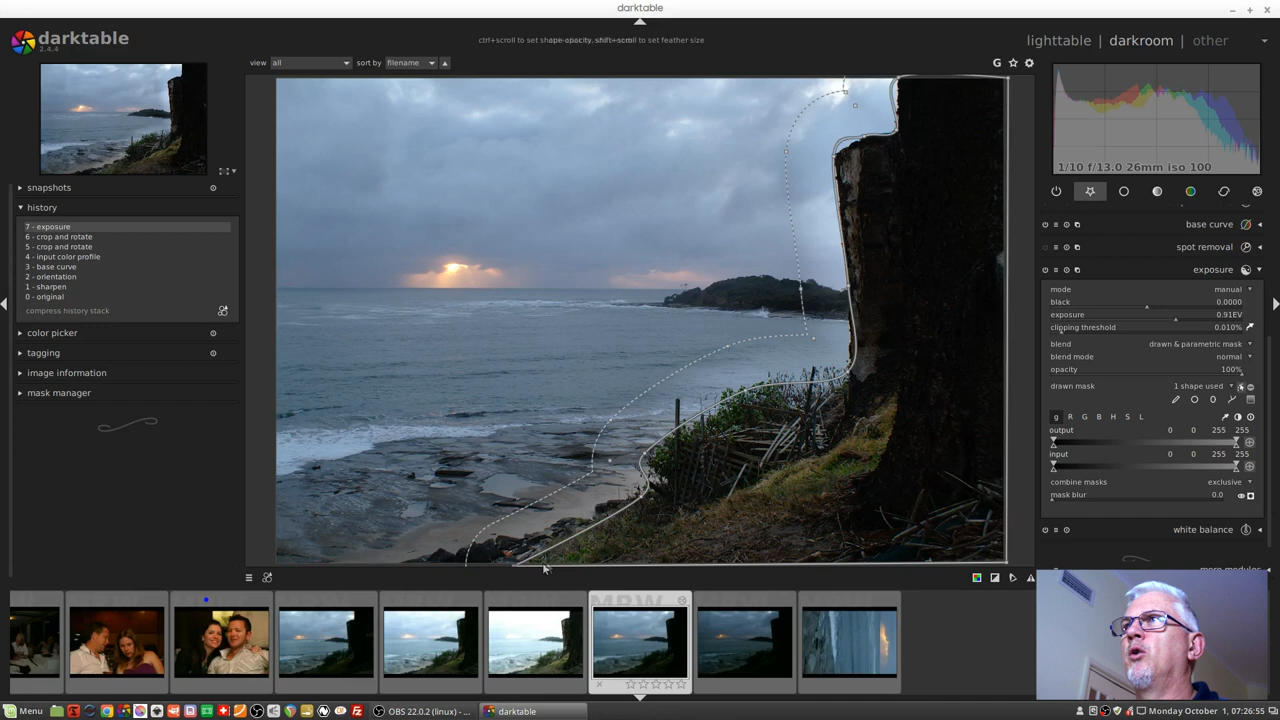 darktable
darktable
2.4.4
ctrl+scroll to set shape opacity, shift+scroll to set feather size
lighttable | darkroom | other
view all sort by filename
G
1/10 f/13.0 26mm iso 100
snapshots
history
7 - exposure
6 - crop and rotate
5 - crop and rotate
4 - input color profile
3 - base curve
2 - orientation
1 - sharpen
0 - original
compress history stack
color picker
tagging
image information
mask manager
base curve
spot removal
exposure
mode manual
black 0.0000
exposure 0.91EV
clipping threshold 0.010%
blend drawn & parametric mask
blend mode normal
opacity 100%
drawn mask 1 shape used
g R G B H S L
output 0 0 255 255
input 0 0 255 255
combine masks exclusive
mask blur 0.0
white balance
more modules
MRW
Menu
OBS 22.0.2 (linux) - ...
darktable
Monday October 1, 07:26:55